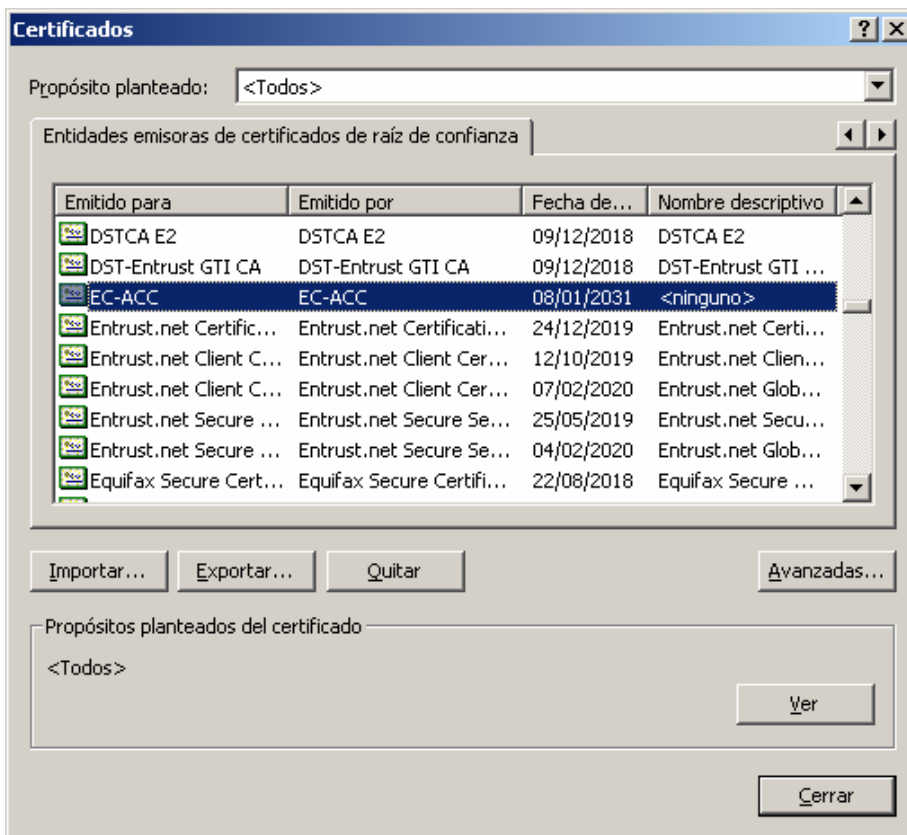 Certificados
Propósito planteado: <Todos>
Entidades emisoras de certificados de raíz de confianza
Emitido para Emitido por Fecha de... Nombre descriptivo
DSTCA E2 DSTCA E2 09/12/2018 DSTCA E2
DST-Entrust GTI CA DST-Entrust GTI CA 09/12/2018 DST-Entrust GTI ...
EC-ACC EC-ACC 08/01/2031 <ninguno>
Entrust.net Certific... Entrust.net Certificati... 24/12/2019 Entrust.net Certi...
Entrust.net Client C... Entrust.net Client Cer... 12/10/2019 Entrust.net Clien...
Entrust.net Client C... Entrust.net Client Cer... 07/02/2020 Entrust.net Glob...
Entrust.net Secure ... Entrust.net Secure Se... 25/05/2019 Entrust.net Secu...
Entrust.net Secure ... Entrust.net Secure Se... 04/02/2020 Entrust.net Glob...
Equifax Secure Cert... Equifax Secure Certifi... 22/08/2018 Equifax Secure ...
Importar... Exportar... Quitar Avanzadas...
Propósitos planteados del certificado
<Todos>
Ver
Cerrar